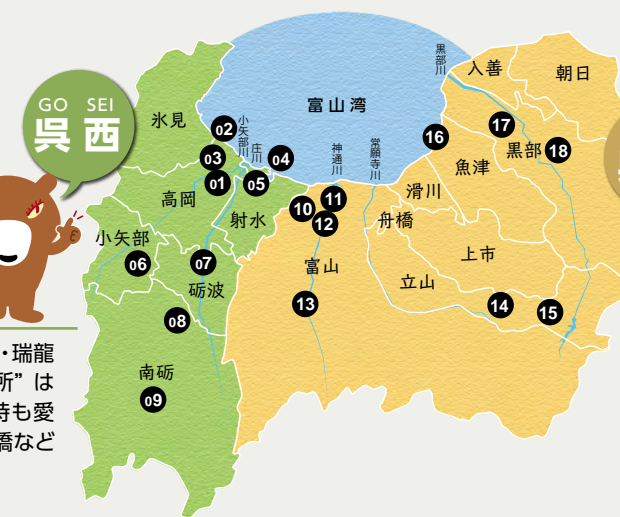 GO SEI
呉西
富山湾
黒部川
入善
朝日
氷見
02
小矢部川
庄川
04
神通川
常願寺川
16
17
黒部
18
03
01
05
魚津
高岡
射水
滑川
10
11
12
舟橋
小矢部
06
07
砺波
富山
上市
立山
13
14
15
08
南砺
09
・瑞龍
所”は
時も愛
橋など